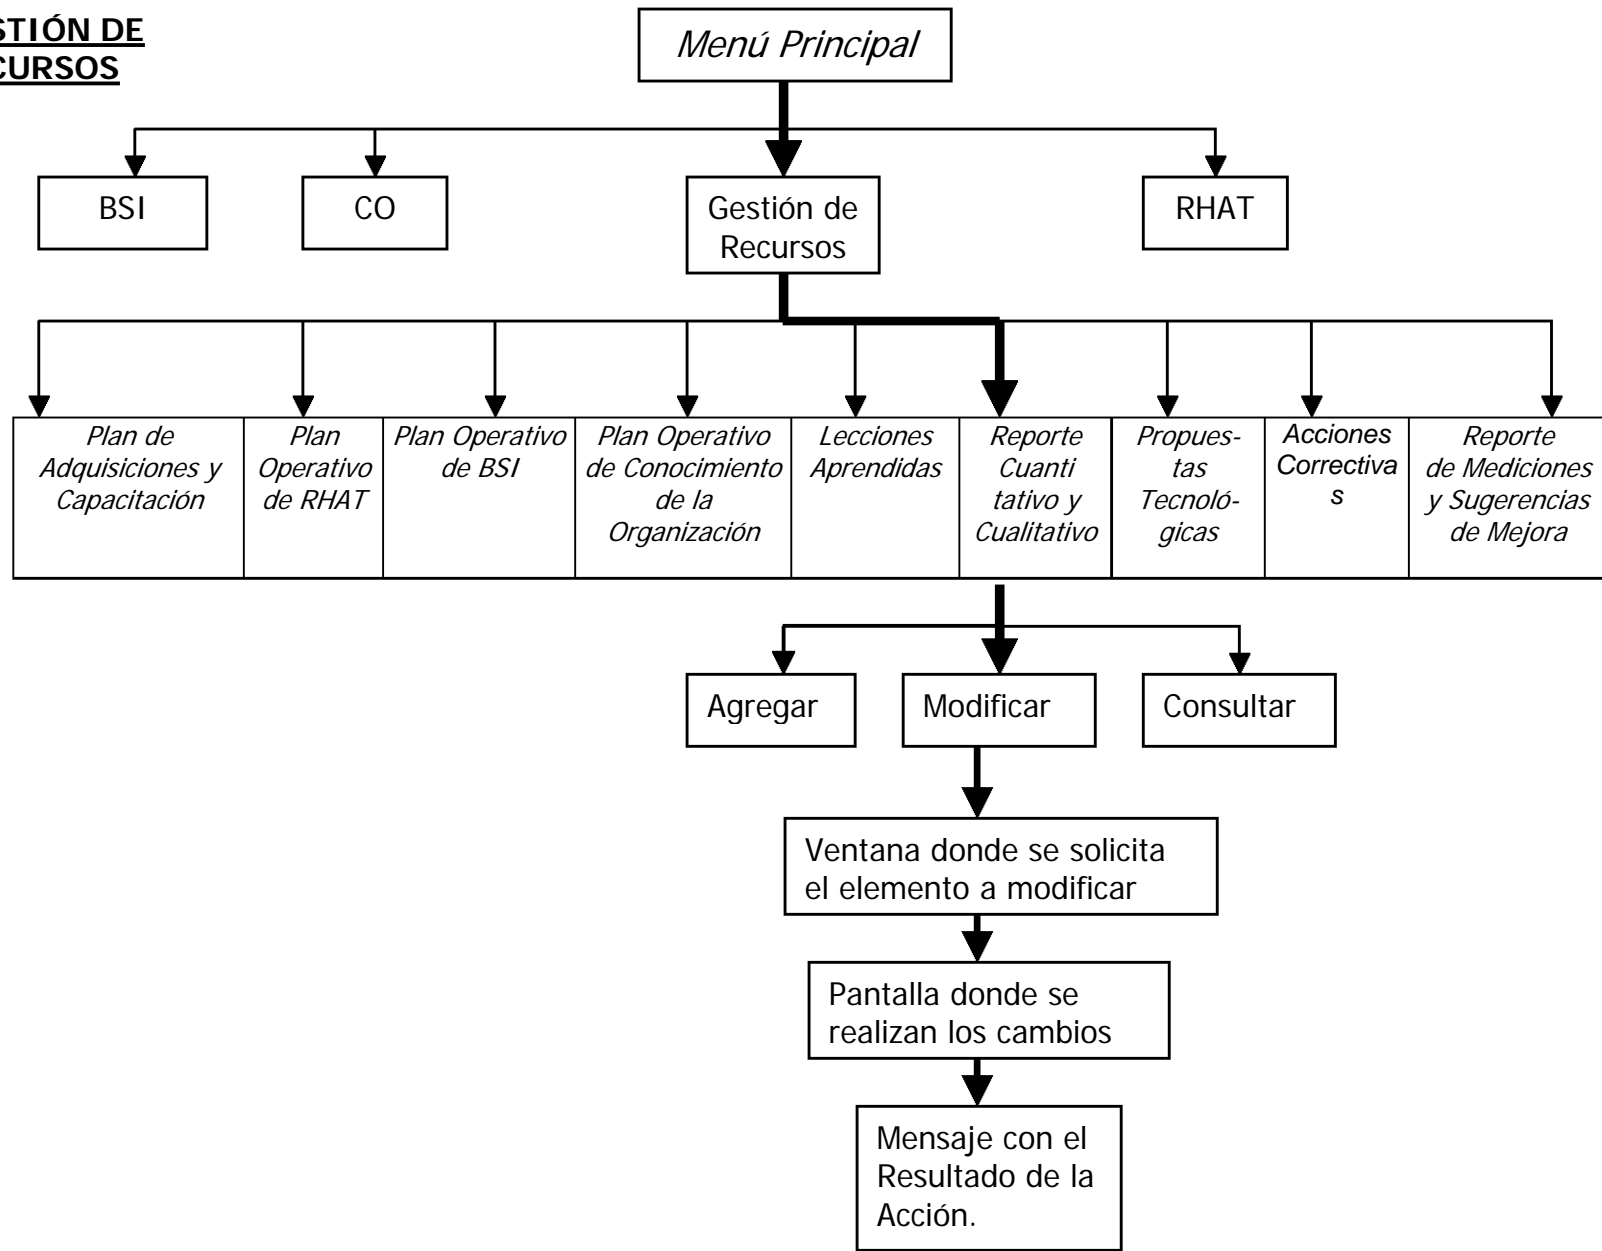 STIÓN DE
CURSOS
Menú Principal
BSI
CO
Gestión de
Recursos
RHAT
Plan de
Adquisiciones y
Capacitación
Plan
Operativo
de RHAT
Plan Operativo
de BSI
Plan Operativo
de Conocimiento
de la
Organización
Lecciones
Aprendidas
Reporte
Cuanti
tativo y
Cualitativo
Propues-
tas
Tecnoló-
gicas
Acciones
Correctiva
s
Reporte
de Mediciones
y Sugerencias
de Mejora
Agregar
Modificar
Consultar
Ventana donde se solicita
el elemento a modificar
Pantalla donde se
realizan los cambios
Mensaje con el
Resultado de la
Acción.